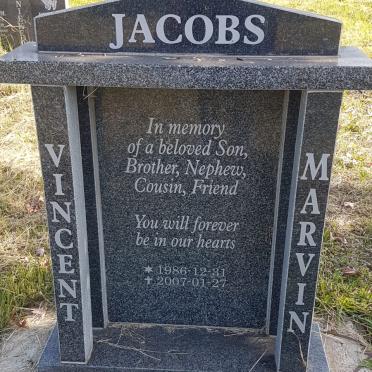 JACOBS
VINCENT
In memory
of a beloved Son,
Brother, Nephew,
Cousin, Friend
You will forever
be in our hearts
* 1986-12-31
✝ 2007-01-27
MARVIN